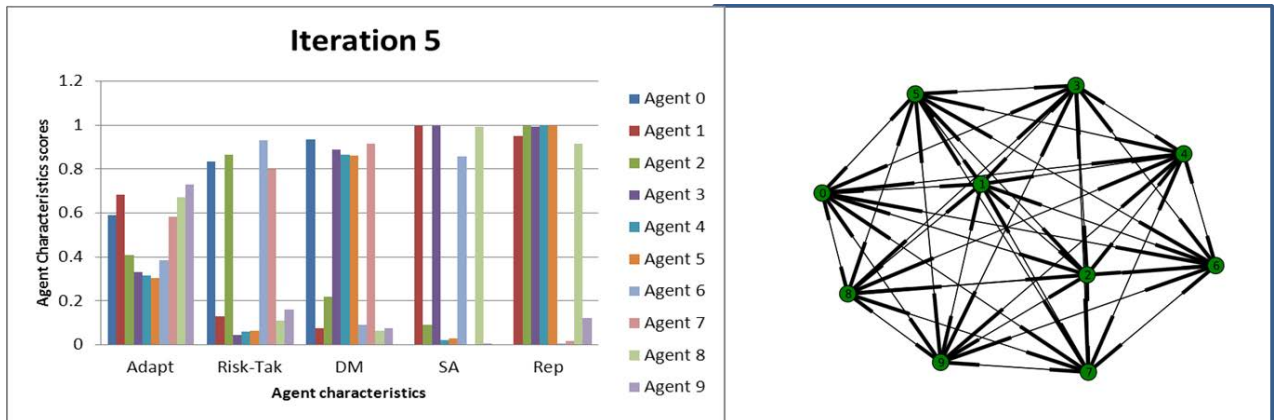 Iteration 5
1.2
1
0.8
0.6
0.4
0.2
0
Agent Characteristics scores
Adapt Risk-Tak DM SA Rep
Agent characteristics
Agent 0
Agent 1
Agent 2
Agent 3
Agent 4
Agent 5
Agent 6
Agent 7
Agent 8
Agent 9
3
5
4
1
0
6
2
8
9
7